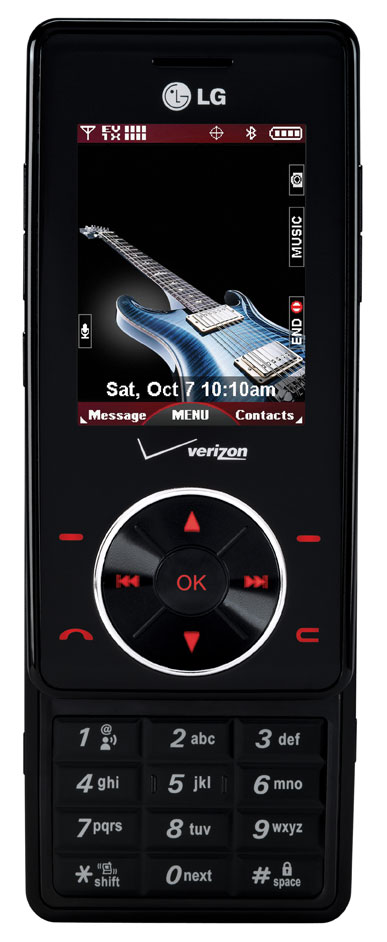 LG
EV
1X
MUSIC
END
Sat, Oct 7 10:10am
Message MENU Contacts
verizon
OK
1 @
2 abc
3 def
4 ghi
5 jkl
6 mno
7 pqrs
8 tuv
9 wxyz
* shift
0 next
# space